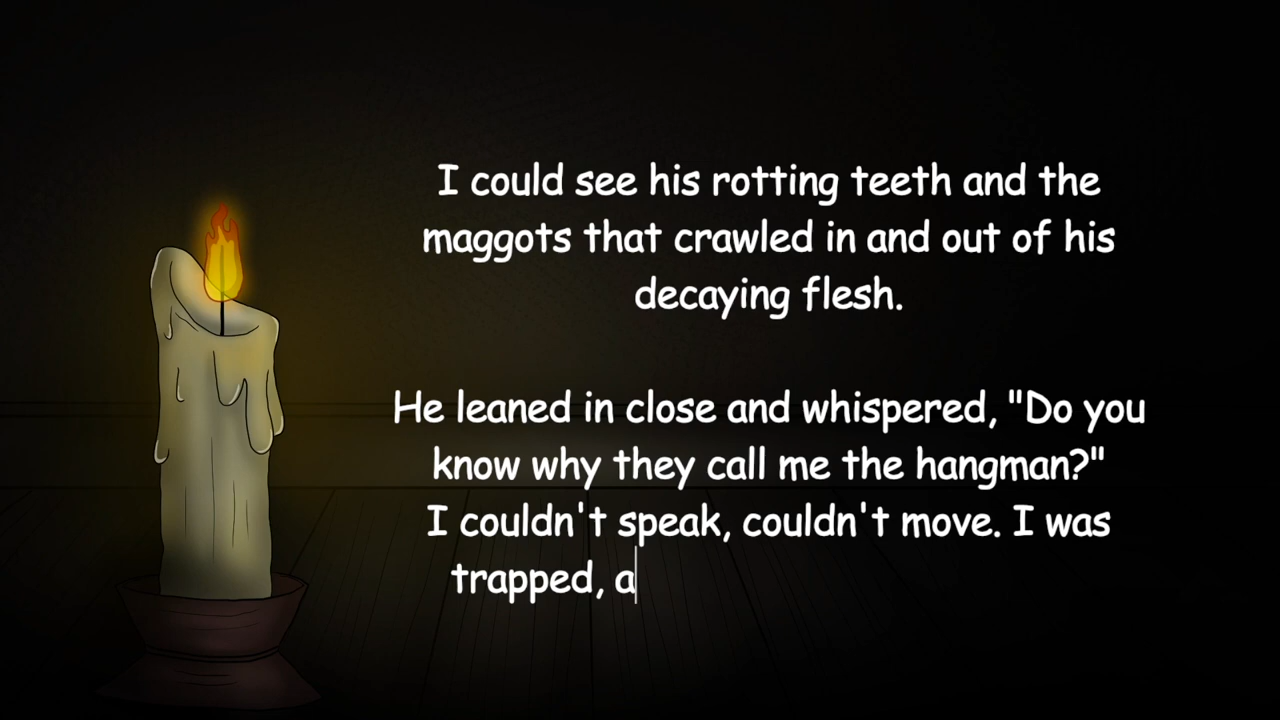 I could see his rotting teeth and the
maggots that crawled in and out of his
decaying flesh.
He leaned in close and whispered, "Do you
know why they call me the hangman?"
I couldn't speak, couldn't move. I was
trapped, a